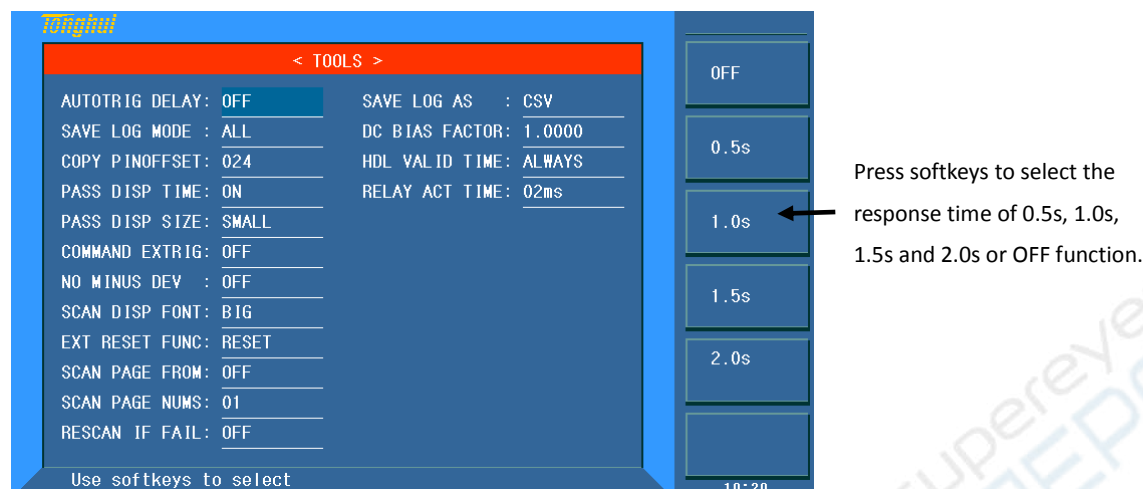 Tonghui
< TOOLS >
AUTOTRIG DELAY: OFF SAVE LOG AS : CSV
SAVE LOG MODE : ALL DC BIAS FACTOR: 1.0000
COPY PINOFFSET: 024 HDL VALID TIME: ALWAYS
PASS DISP TIME: ON RELAY ACT TIME: 02ms
PASS DISP SIZE: SMALL
COMMAND EXTRIG: OFF
NO MINUS DEV : OFF
SCAN DISP FONT: BIG
EXT RESET FUNC: RESET
SCAN PAGE FROM: OFF
SCAN PAGE NUMS: 01
RESCAN IF FAIL: OFF
Use softkeys to select
OFF
0.5s
1.0s
1.5s
2.0s
Press softkeys to select the
response time of 0.5s, 1.0s,
1.5s and 2.0s or OFF function.